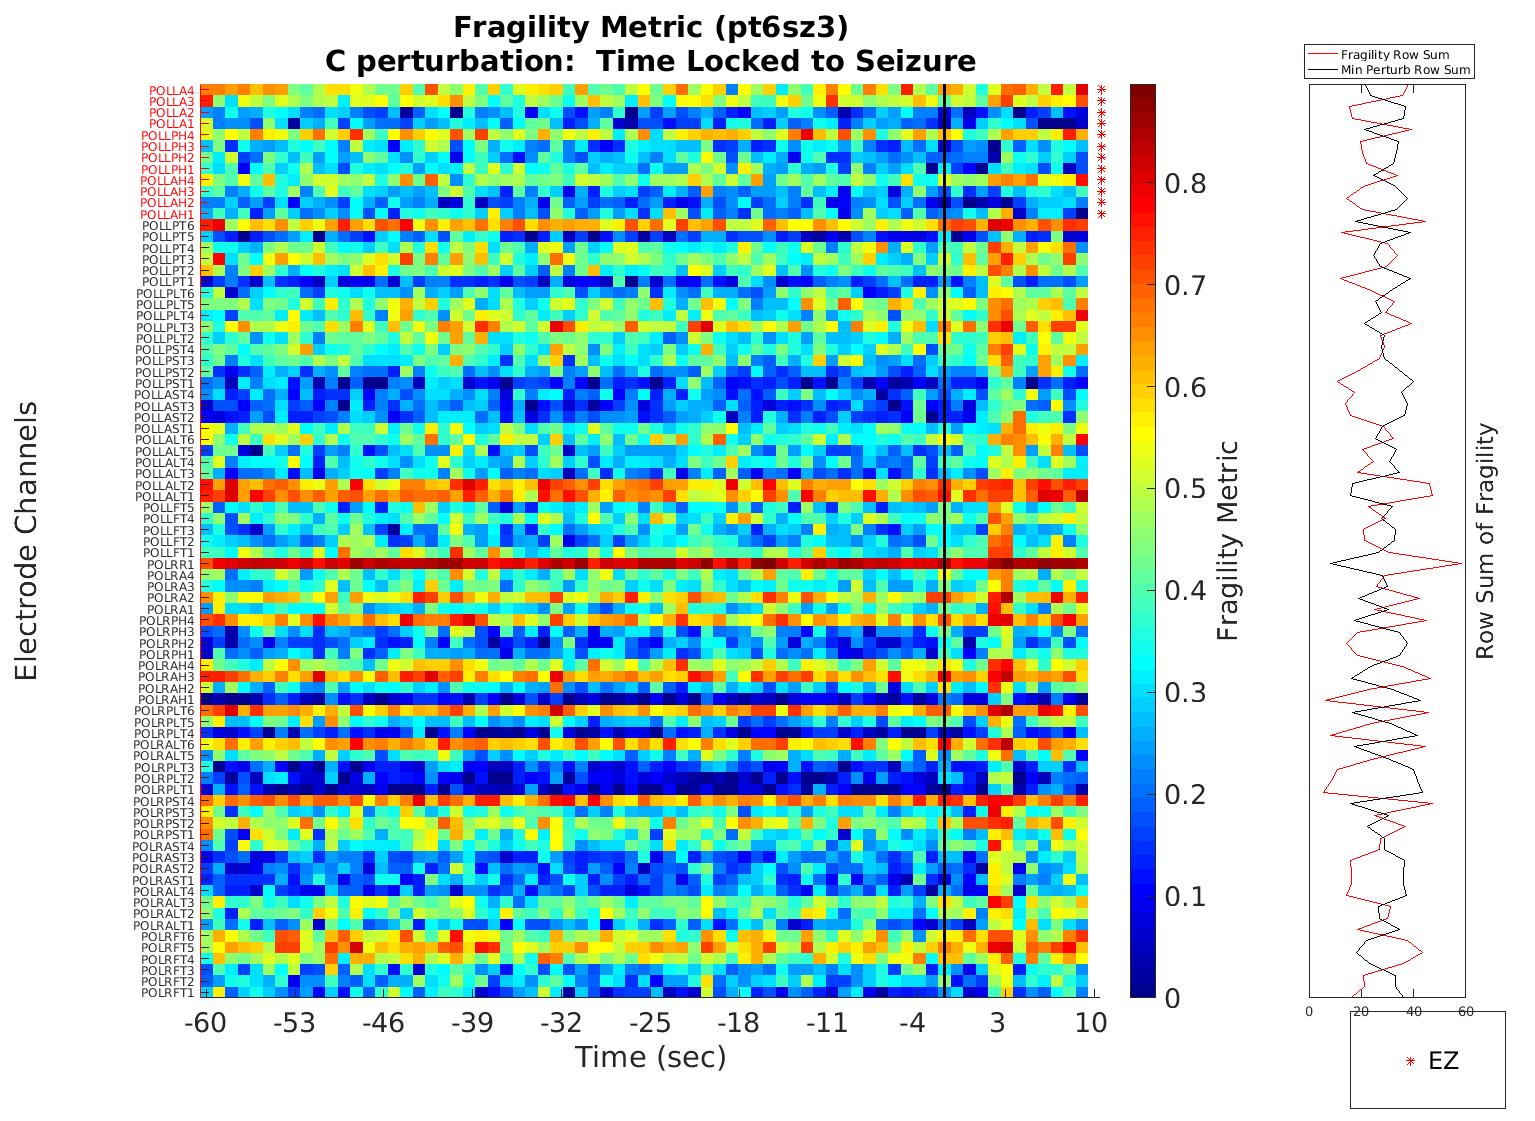 Fragility Metric (pt6sz3)
C perturbation:  Time Locked to Seizure
Fragility Row Sum
Min Perturb Row Sum
Electrode Channels
POLLA4
POLLA3
POLLA2
POLLA1
POLLPH4
POLLPH3
POLLPH2
POLLPH1
POLLAH4
POLLAH3
POLLAH2
POLLAH1
POLLPT6
POLLPT5
POLLPT4
POLLPT3
POLLPT2
POLLPT1
POLLPLT6
POLLPLT5
POLLPLT4
POLLPLT3
POLLPLT2
POLLPST4
POLLPST3
POLLPST2
POLLPST1
POLLAST4
POLLAST3
POLLAST2
POLLAST1
POLLALT6
POLLALT5
POLLALT4
POLLALT3
POLLALT2
POLLALT1
POLLFT5
POLLFT4
POLLFT3
POLLFT2
POLLFT1
POLRR1
POLRA4
POLRA3
POLRA2
POLRA1
POLRPH4
POLRPH3
POLRPH2
POLRPH1
POLRAH4
POLRAH3
POLRAH2
POLRAH1
POLRPLT6
POLRPLT5
POLRPLT4
POLRALT6
POLRALT5
POLRPLT3
POLRPLT2
POLRPLT1
POLRPST4
POLRPST3
POLRPST2
POLRPST1
POLRAST4
POLRAST3
POLRAST2
POLRAST1
POLRALT4
POLRALT3
POLRALT2
POLRALT1
POLRFT6
POLRFT5
POLRFT4
POLRFT3
POLRFT2
POLRFT1
-60 -53 -46 -39 -32 -25 -18 -11 -4 3 10
Time (sec)
0.8
0.7
0.6
0.5
0.4
0.3
0.2
0.1
0
Fragility Metric
0 20 40 60
Row Sum of Fragility
EZ